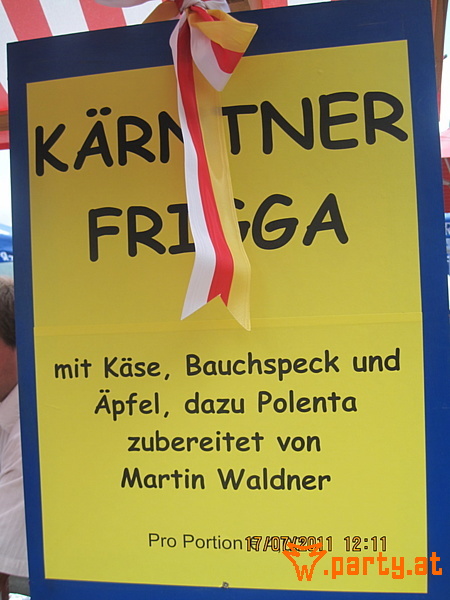 KÄRNTNER
FRIGGA
mit Käse, Bauchspeck und
Äpfel, dazu Polenta
zubereitet von
Martin Waldner
Pro Portion
17/07/2011 12:11
party.at